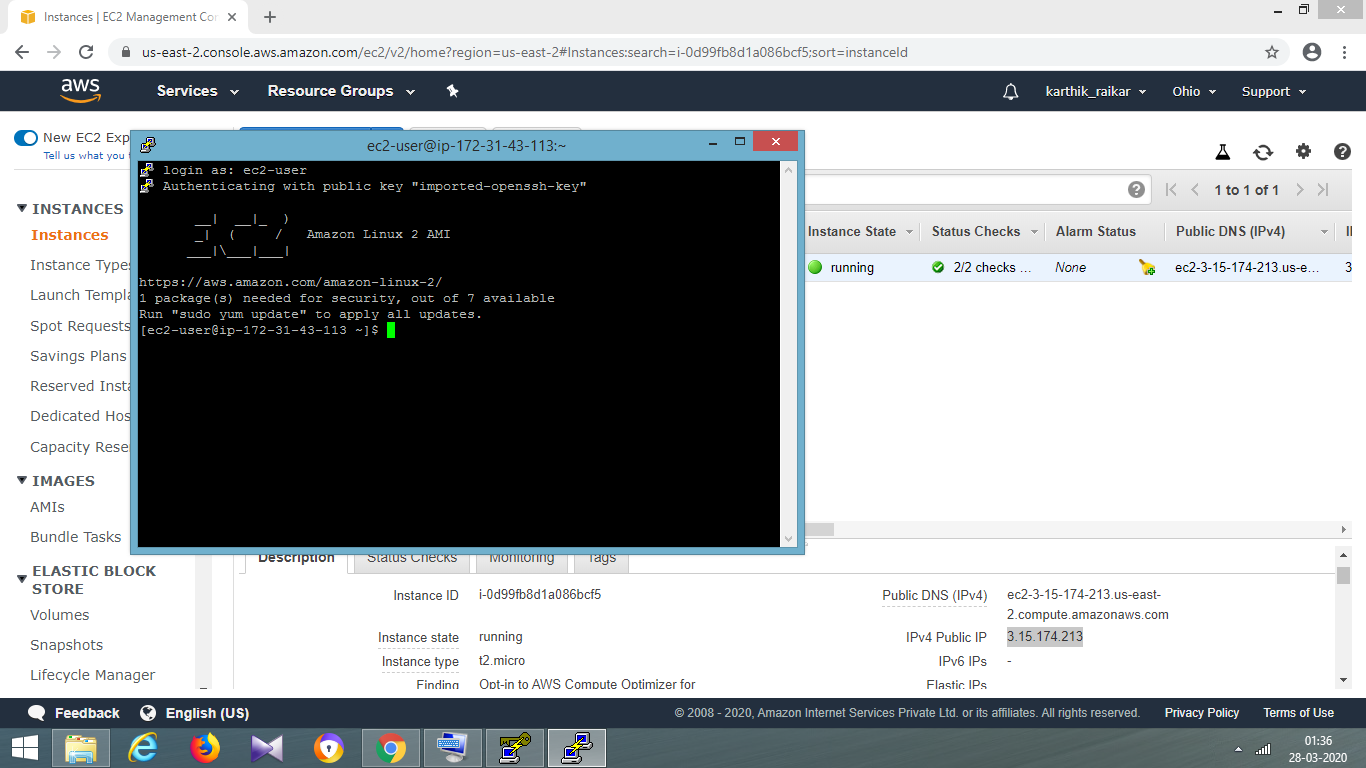 Instances | EC2 Management Con
us-east-2.console.aws.amazon.com/ec2/v2/home?region=us-east-2#Instances:search=i-0d99fb8d1a086bcf5;sort=instanceId
aws
Services
Resource Groups
karthik_raikar
Ohio
Support
New EC2 Exp
Tell us what you t
INSTANCES
Instances
Instance Types
Launch Templa
Spot Requests
Savings Plans
Reserved Insta
Dedicated Hos
Capacity Rese
IMAGES
AMIs
Bundle Tasks
ELASTIC BLOCK
STORE
Volumes
Snapshots
Lifecycle Manager
ec2-user@ip-172-31-43-113:~
login as: ec2-user
Authenticating with public key "imported-openssh-key"
__| __|_ )
_| ( / Amazon Linux 2 AMI
___|\___|___|
https://aws.amazon.com/amazon-linux-2/
1 package(s) needed for security, out of 7 available
Run "sudo yum update" to apply all updates.
[ec2-user@ip-172-31-43-113 ~]$
1 to 1 of 1
Instance State Status Checks Alarm Status Public DNS (IPv4)
running 2/2 checks ... None ec2-3-15-174-213.us-e... 3
Description Status Checks Monitoring Tags
Instance ID i-0d99fb8d1a086bcf5
Public DNS (IPv4) ec2-3-15-174-213.us-east-
2.compute.amazonaws.com
Instance state running
IPv4 Public IP 3.15.174.213
Instance type t2.micro
IPv6 IPs -
Finding Opt-in to AWS Compute Optimizer for
Elastic IPs
Feedback
English (US)
© 2008 - 2020, Amazon Internet Services Private Ltd. or its affiliates. All rights reserved.
Privacy Policy
Terms of Use
01:36
28-03-2020